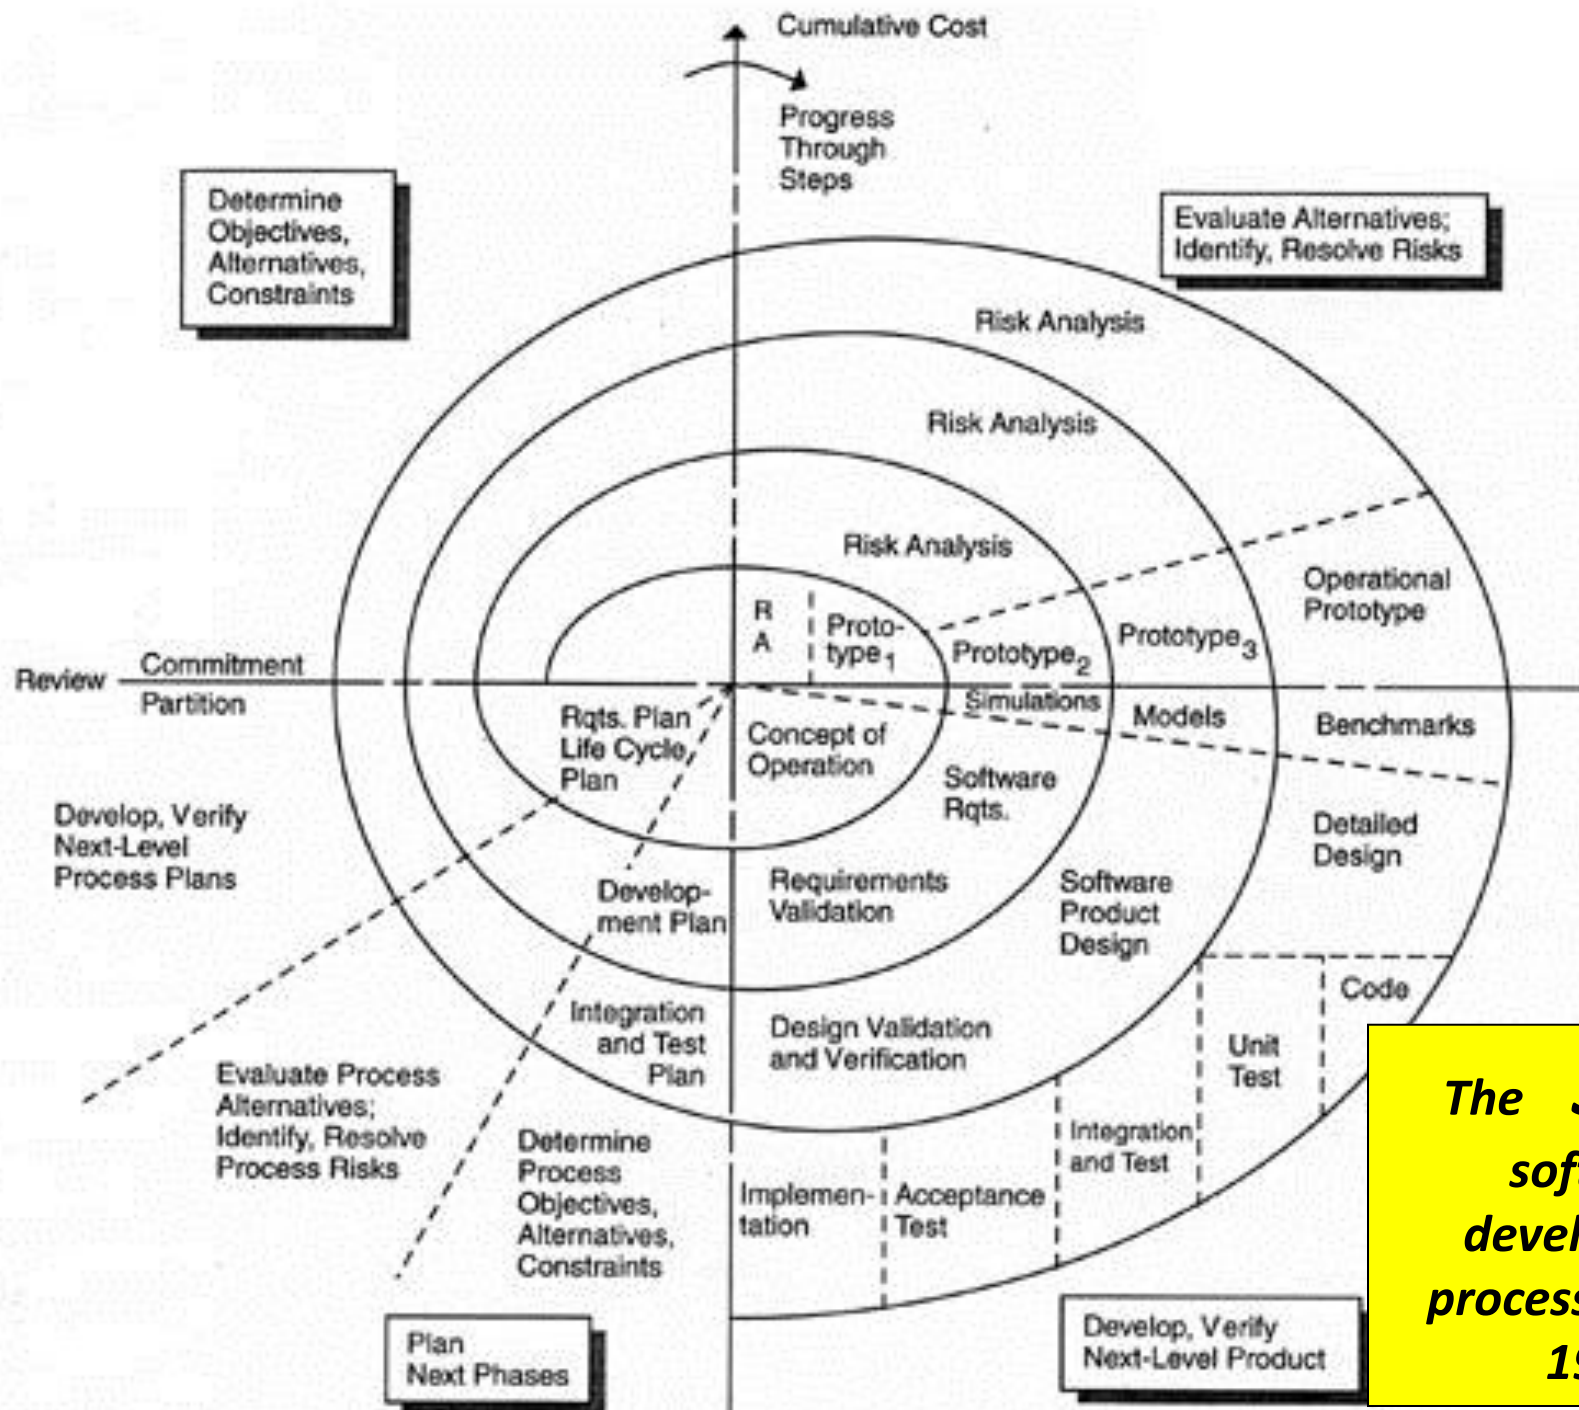 Cumulative Cost
Progress
Through
Steps
Determine
Objectives,
Alternatives,
Constraints
Evaluate Alternatives;
Identify, Resolve Risks
Risk Analysis
Risk Analysis
Risk Analysis
R
A
Proto-
type1
Prototype2
Prototype3
Operational
Prototype
Review
Commitment
Partition
Simulations
Models
Benchmarks
Rqts. Plan
Life Cycle
Plan
Concept of
Operation
Software
Rqts.
Detailed
Design
Develop, Verify
Next-Level
Process Plans
Develop-
ment Plan
Requirements
Validation
Software
Product
Design
Code
Integration
and Test
Plan
Design Validation
and Verification
Unit
Test
Evaluate Process
Alternatives;
Identify, Resolve
Process Risks
Determine
Process
Objectives,
Alternatives,
Constraints
Implemen-
tation
Acceptance
Test
Integration
and Test
Plan
Next Phases
Develop, Verify
Next-Level Product
The
process